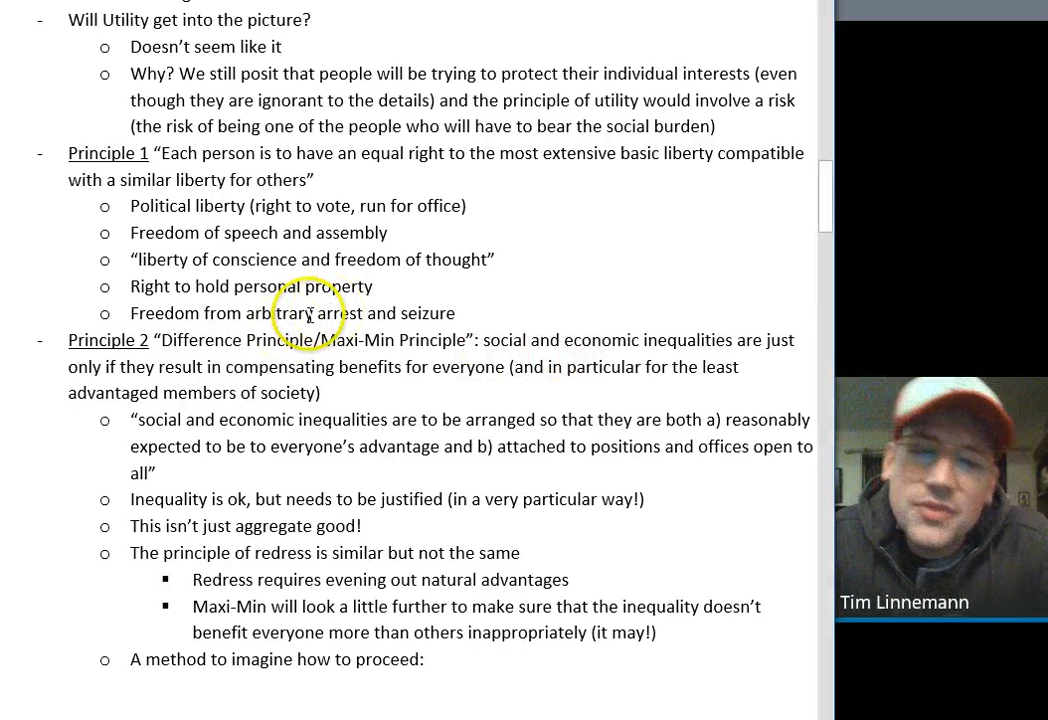 - Will Utility get into the picture?
o Doesn’t seem like it
o Why? We still posit that people will be trying to protect their individual interests (even
though they are ignorant to the details) and the principle of utility would involve a risk
(the risk of being one of the people who will have to bear the social burden)
- Principle 1 “Each person is to have an equal right to the most extensive basic liberty compatible
with a similar liberty for others”
o Political liberty (right to vote, run for office)
o Freedom of speech and assembly
o “liberty of conscience and freedom of thought”
o Right to hold personal property
o Freedom from arbitrary arrest and seizure
- Principle 2 “Difference Principle/Maxi-Min Principle”: social and economic inequalities are just
only if they result in compensating benefits for everyone (and in particular for the least
advantaged members of society)
o “social and economic inequalities are to be arranged so that they are both a) reasonably
expected to be to everyone’s advantage and b) attached to positions and offices open to
all”
o Inequality is ok, but needs to be justified (in a very particular way!)
o This isn’t just aggregate good!
o The principle of redress is similar but not the same
▪ Redress requires evening out natural advantages
▪ Maxi-Min will look a little further to make sure that the inequality doesn’t
benefit everyone more than others inappropriately (it may!)
o A method to imagine how to proceed:
Tim Linnemann